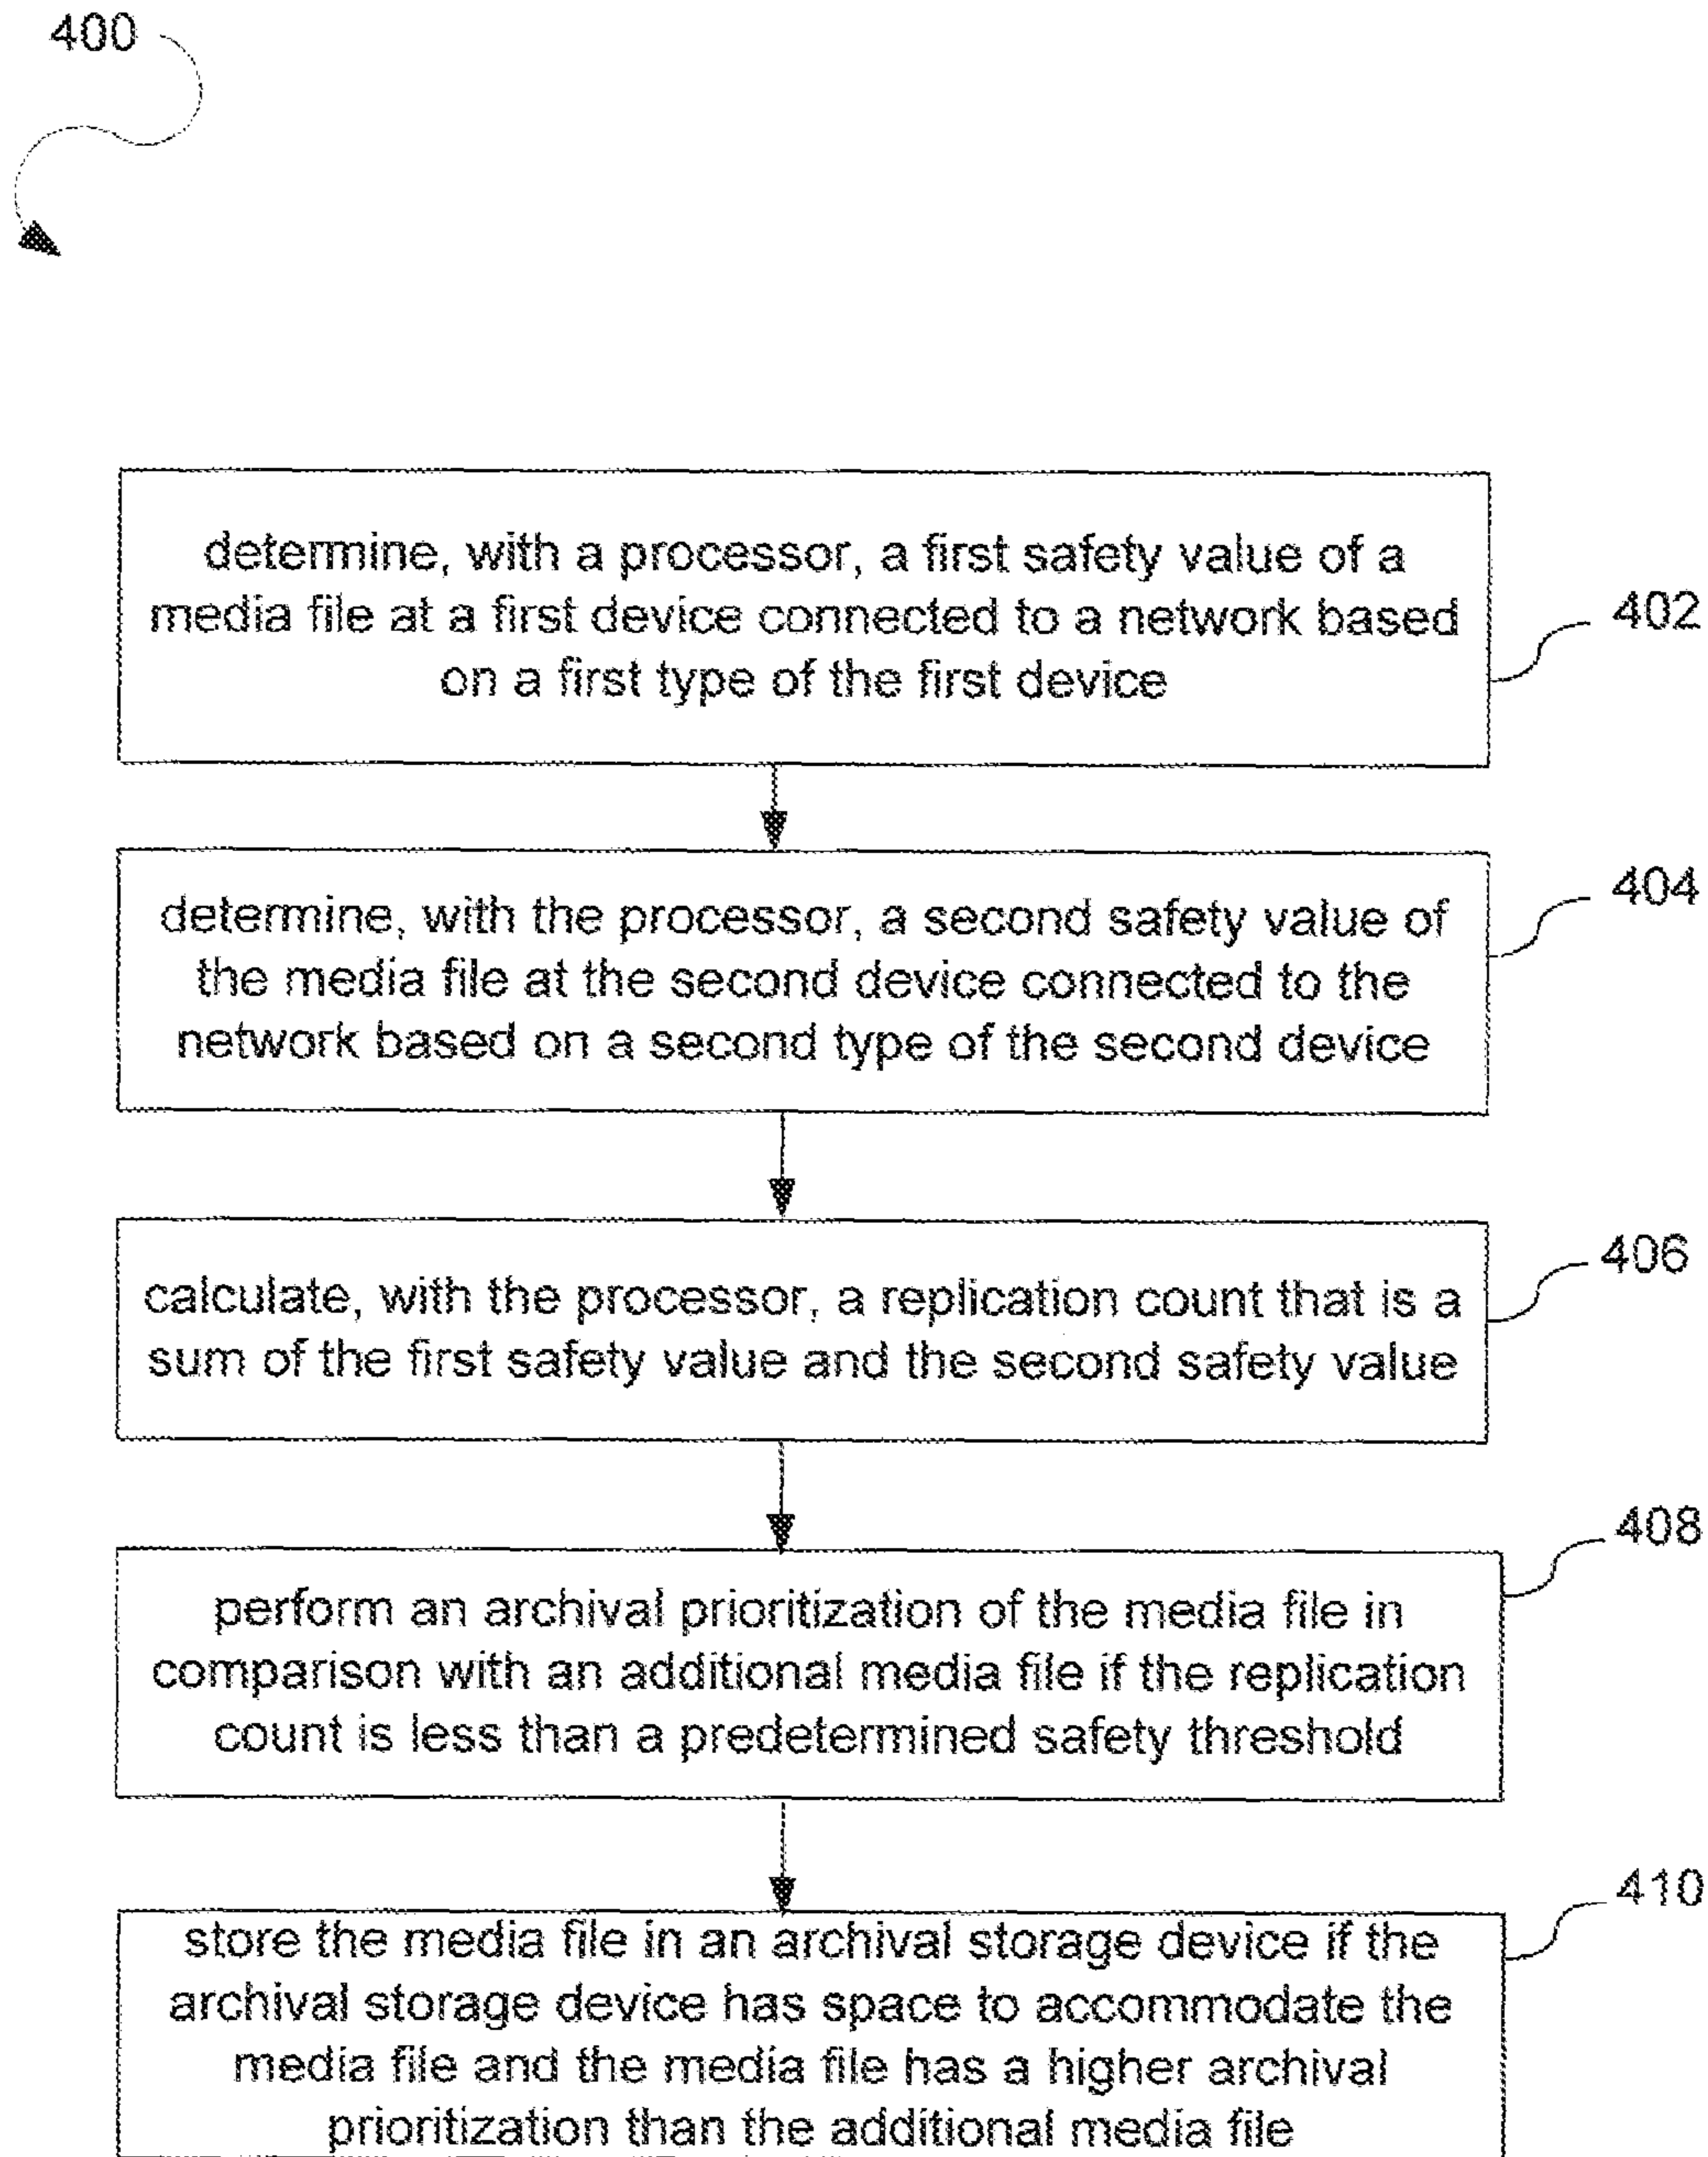 400
determine, with a processor, a first safety value of a
media file at a first device connected to a network based
on a first type of the first device
402
determine, with the processor, a second safety value of
the media file at the second device connected to the
network based on a second type of the second device
404
calculate, with the processor, a replication count that is a
sum of the first safety value and the second safety value
406
perform an archival prioritization of the media file in
comparison with an additional media file if the replication
count is less than a predetermined safety threshold
408
store the media file in an archival storage device if the
archival storage device has space to accommodate the
media file and the media file has a higher archival
prioritization than the additional media file
410